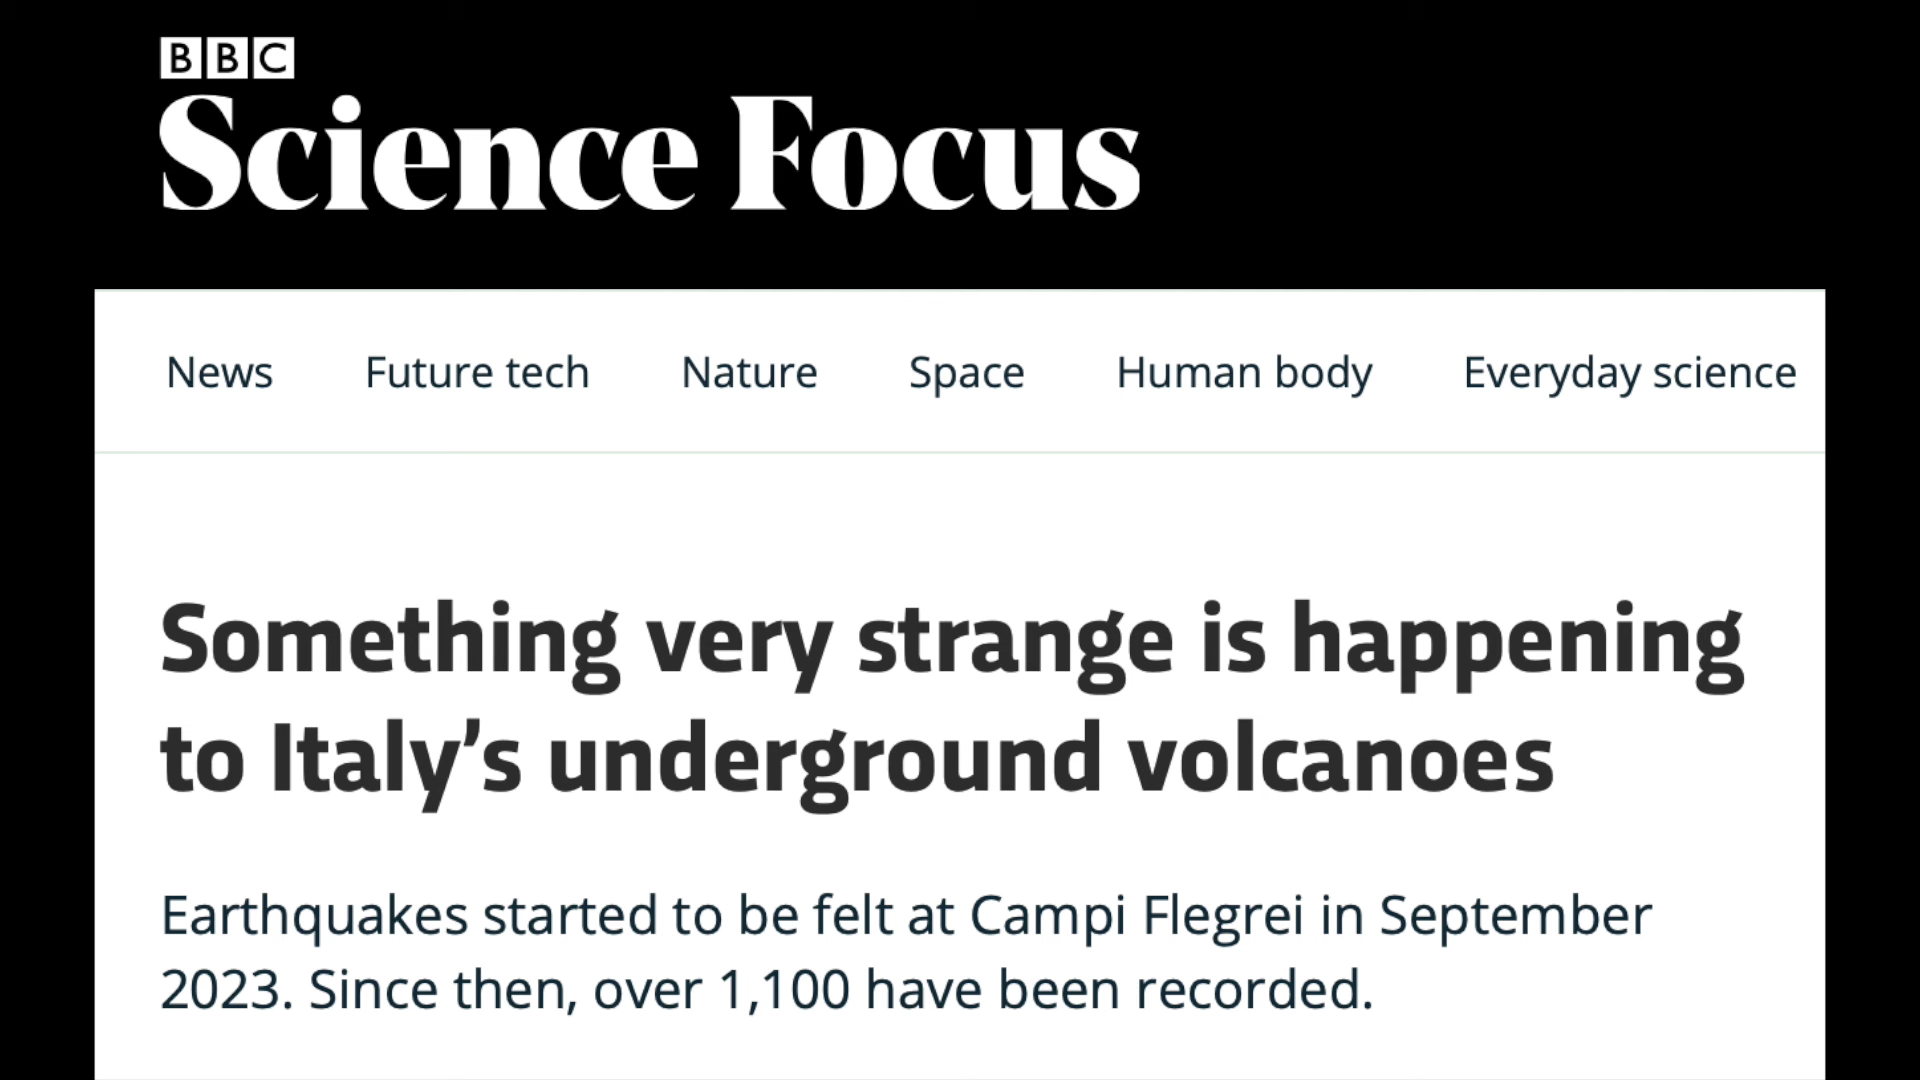 BBC
Science Focus
News Future tech Nature Space Human body Everyday science
Something very strange is happening
to Italy’s underground volcanoes
Earthquakes started to be felt at Campi Flegrei in September
2023. Since then, over 1,100 have been recorded.